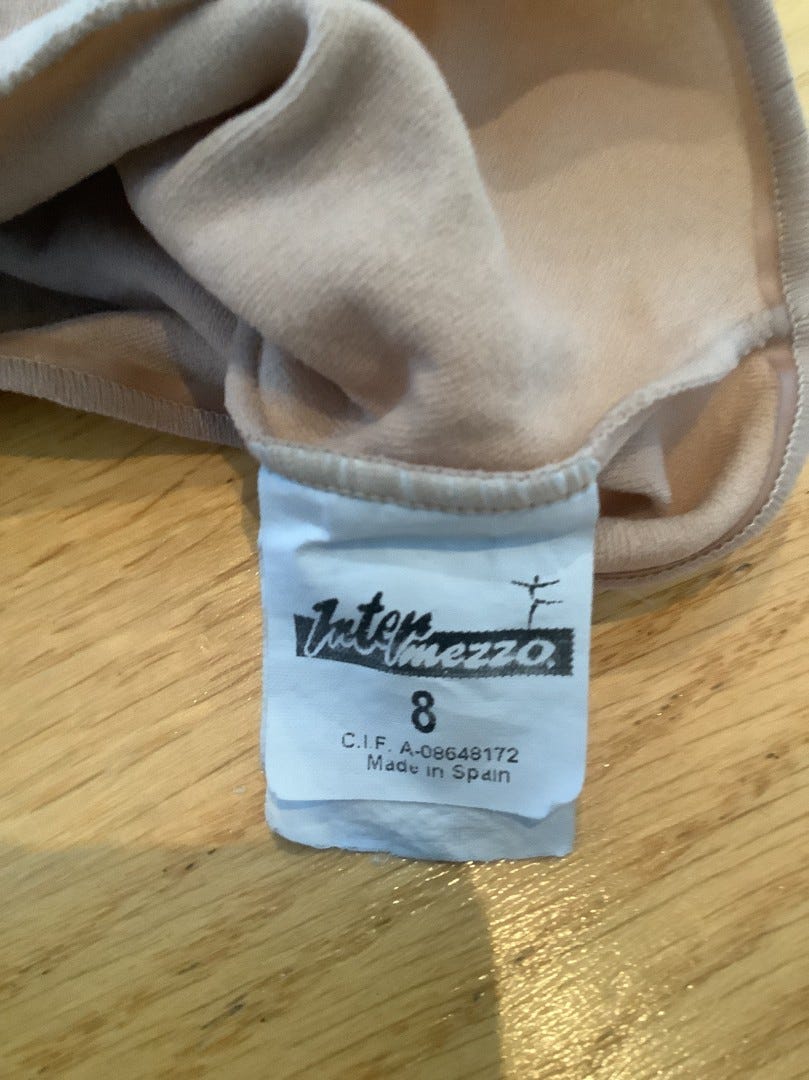 Intermezzo.
8
C.I.F. A-08648172
Made in Spain